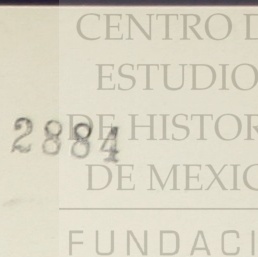 CENTRO D
ESTUDIO
DE HISTOR
DE MEXIC
2884
FUNDACI